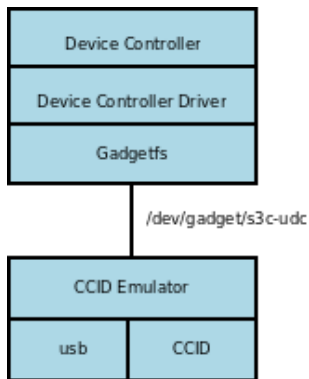 Device Controller
Device Controller Driver
Gadgetfs
/dev/gadget/s3c-udc
CCID Emulator
usb
CCID